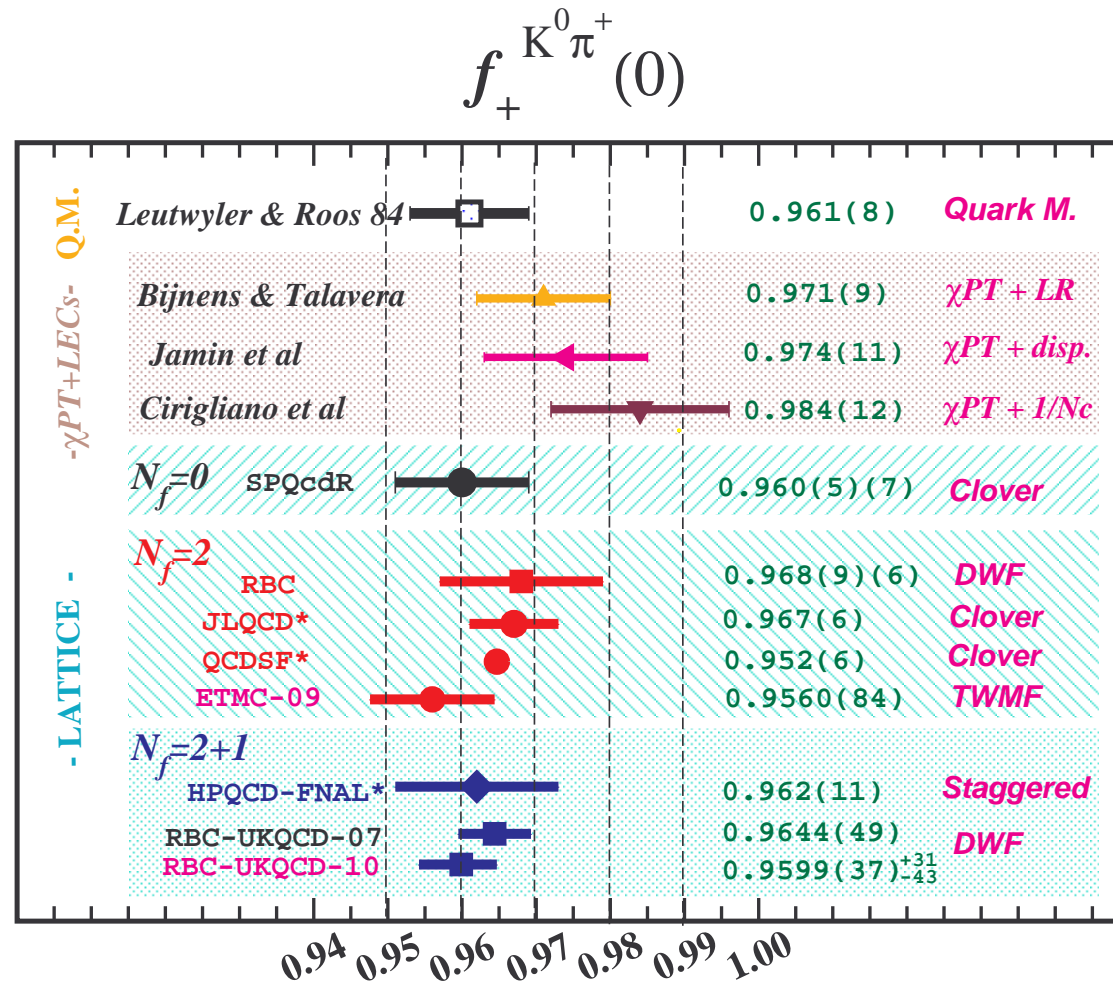 f₊^{K⁰π⁺}(0)
Q.M.
Leutwyler & Roos 84 0.961(8) Quark M.
-χPT+LECs-
Bijnens & Talavera 0.971(9) χPT + LR
Jamin et al 0.974(11) χPT + disp.
Cirigliano et al 0.984(12) χPT + 1/Nc
- LATTICE -
N_f=0 SPQcdR 0.960(5)(7) Clover
N_f=2
RBC 0.968(9)(6) DWF
JLQCD* 0.967(6) Clover
QCDSF* 0.952(6) Clover
ETMC-09 0.9560(84) TWMF
N_f=2+1
HPQCD-FNAL* 0.962(11) Staggered
RBC-UKQCD-07 0.9644(49) DWF
RBC-UKQCD-10 0.9599(37)^{+31}_{-43}
0.94 0.95 0.96 0.97 0.98 0.99 1.00